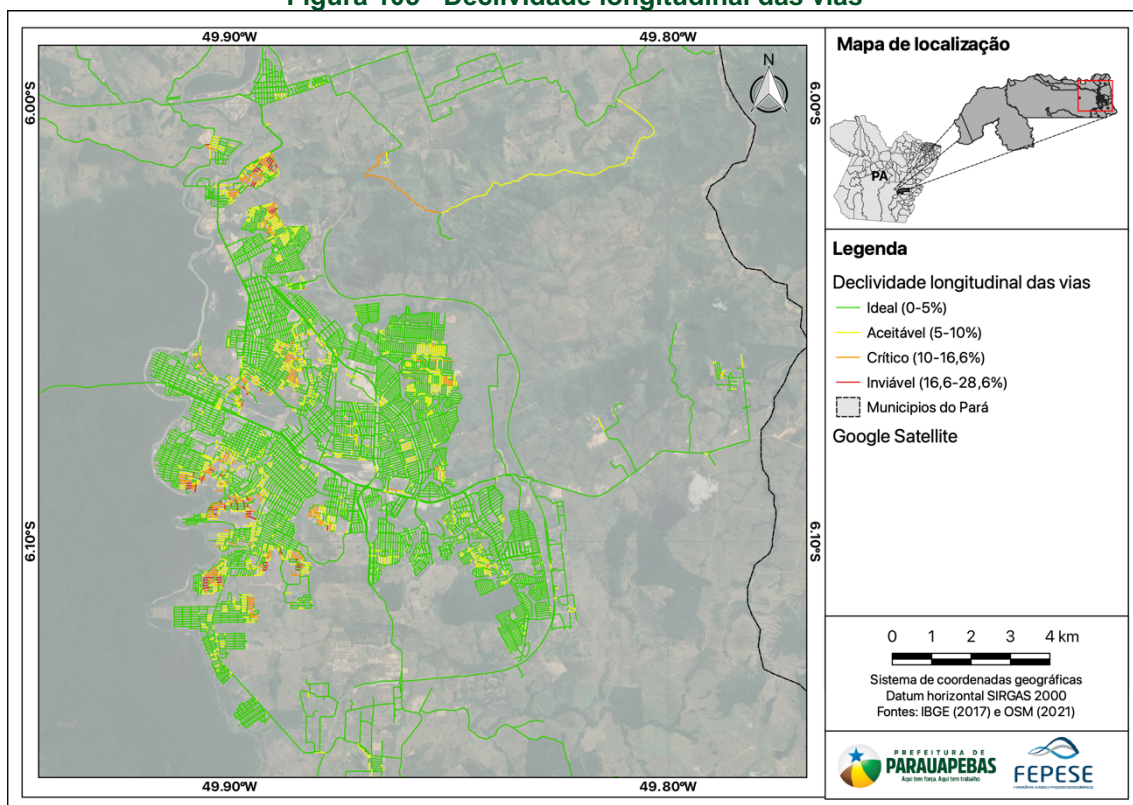 Declividade longitudinal das vias
49.90°W
49.80°W
6.00°S
6.00°S
N
6.10°S
6.10°S
49.90°W
49.80°W
Mapa de localização
PA
Legenda
Declividade longitudinal das vias
Ideal (0-5%)
Aceitável (5-10%)
Crítico (10-16,6%)
Inviável (16,6-28,6%)
Municipios do Pará
Google Satellite
0 1 2 3 4 km
Sistema de coordenadas geográficas
Datum horizontal SIRGAS 2000
Fontes: IBGE (2017) e OSM (2021)
PREFEITURA DE
PARAUAPEBAS
Aqui tem força. Aqui tem trabalho
FEPESE